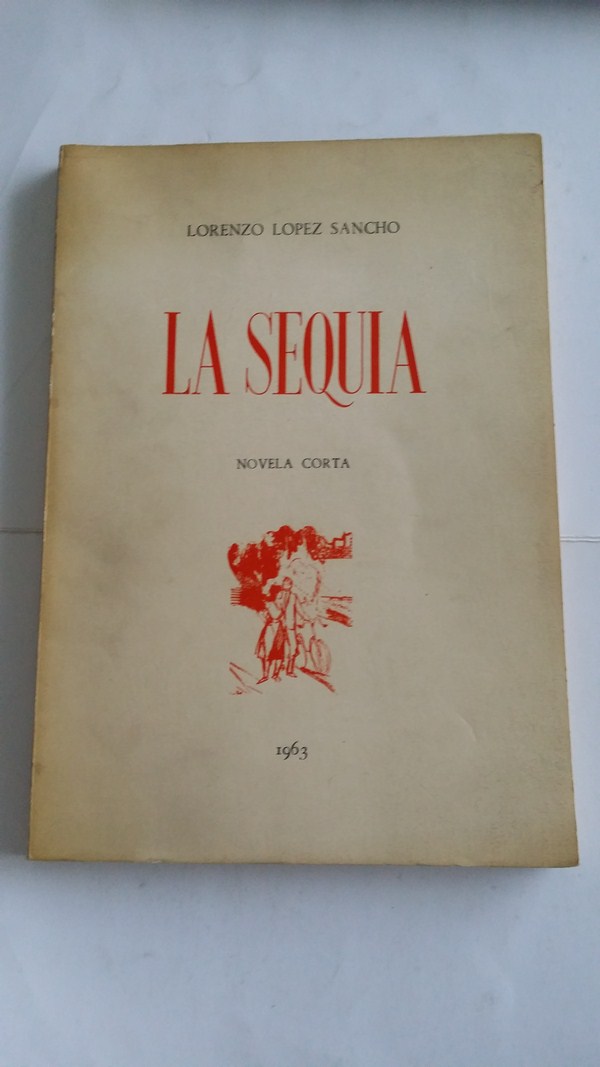 LORENZO LOPEZ SANCHO
LA SEQUIA
NOVELA CORTA
1963